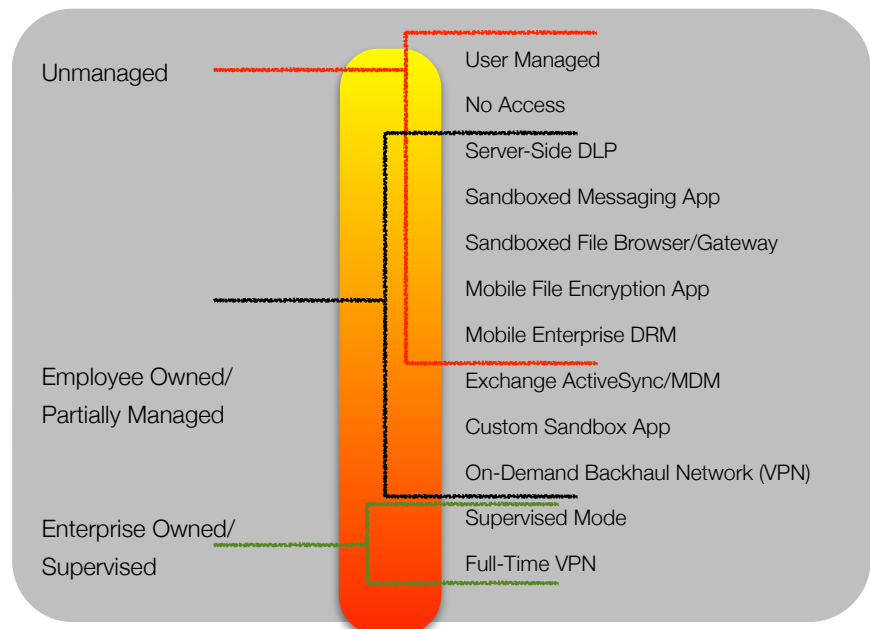 Unmanaged
User Managed
No Access
Server-Side DLP
Sandboxed Messaging App
Sandboxed File Browser/Gateway
Mobile File Encryption App
Mobile Enterprise DRM
Employee Owned/
Partially Managed
Exchange ActiveSync/MDM
Custom Sandbox App
On-Demand Backhaul Network (VPN)
Enterprise Owned/
Supervised
Supervised Mode
Full-Time VPN